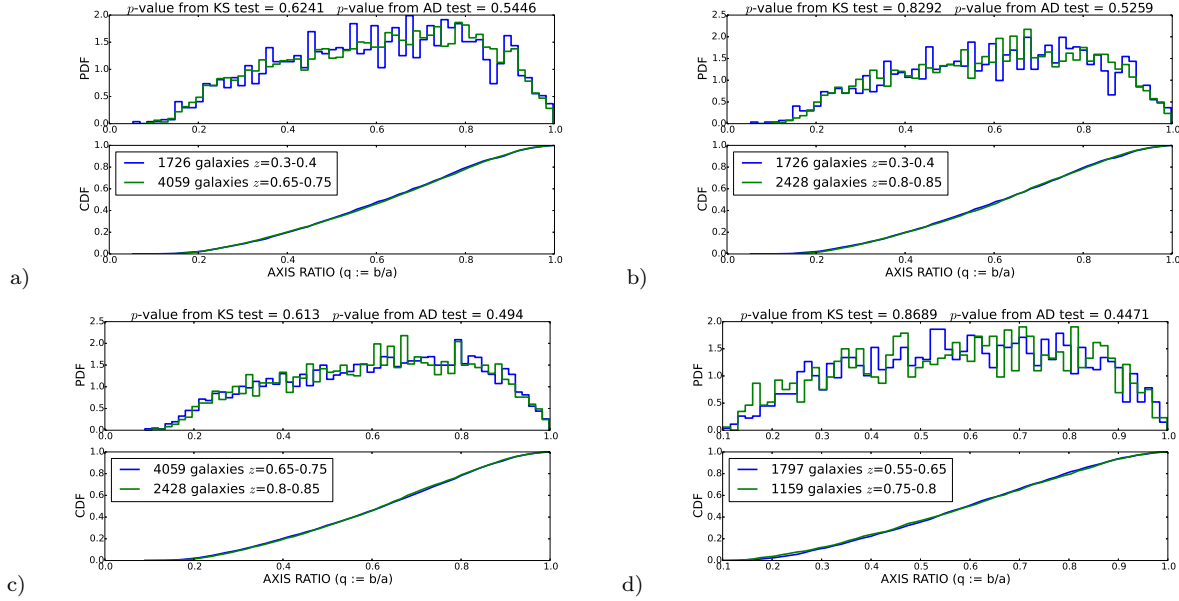 p-value from KS test = 0.6241 p-value from AD test = 0.5446
2.0
1.5
1.0
0.5
0.0
PDF
0.0 0.2 0.4 0.6 0.8 1.0
1.0
0.8
0.6
0.4
0.2
0.0
CDF
1726 galaxies z=0.3-0.4
4059 galaxies z=0.65-0.75
0.2 0.4 0.6 0.8 1.0
AXIS RATIO (q := b/a)
a)
p-value from KS test = 0.8292 p-value from AD test = 0.5259
2.5
2.0
1.5
1.0
0.5
0.0
PDF
0.0 0.2 0.4 0.6 0.8 1.0
1.0
0.8
0.6
0.4
0.2
0.0
CDF
1726 galaxies z=0.3-0.4
2428 galaxies z=0.8-0.85
0.2 0.4 0.6 0.8 1.0
AXIS RATIO (q := b/a)
b)
p-value from KS test = 0.613 p-value from AD test = 0.494
2.5
2.0
1.5
1.0
0.5
0.0
PDF
0.0 0.2 0.4 0.6 0.8 1.0
1.0
0.8
0.6
0.4
0.2
0.0
CDF
4059 galaxies z=0.65-0.75
2428 galaxies z=0.8-0.85
0.2 0.4 0.6 0.8 1.0
AXIS RATIO (q := b/a)
c)
p-value from KS test = 0.8689 p-value from AD test = 0.4471
2.0
1.5
1.0
0.5
0.0
PDF
0.1 0.2 0.3 0.4 0.5 0.6 0.7 0.8 0.9 1.0
1.0
0.8
0.6
0.4
0.2
0.0
CDF
1797 galaxies z=0.55-0.65
1159 galaxies z=0.75-0.8
0.1 0.2 0.3 0.4 0.5 0.6 0.7 0.8 0.9 1.0
AXIS RATIO (q := b/a)
d)